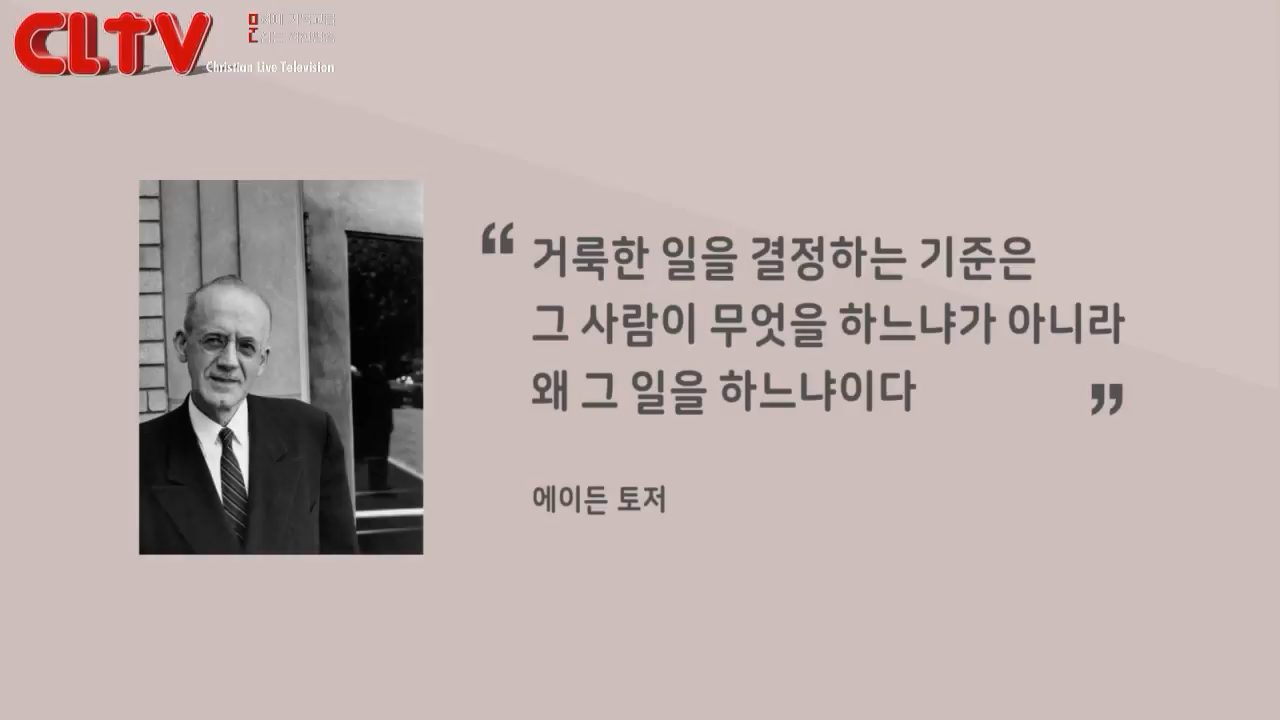 CLTV
Christian Live Television
“ 거룩한 일을 결정하는 기준은
그 사람이 무엇을 하느냐가 아니라
왜 그 일을 하느냐이다 ”
에이든 토저